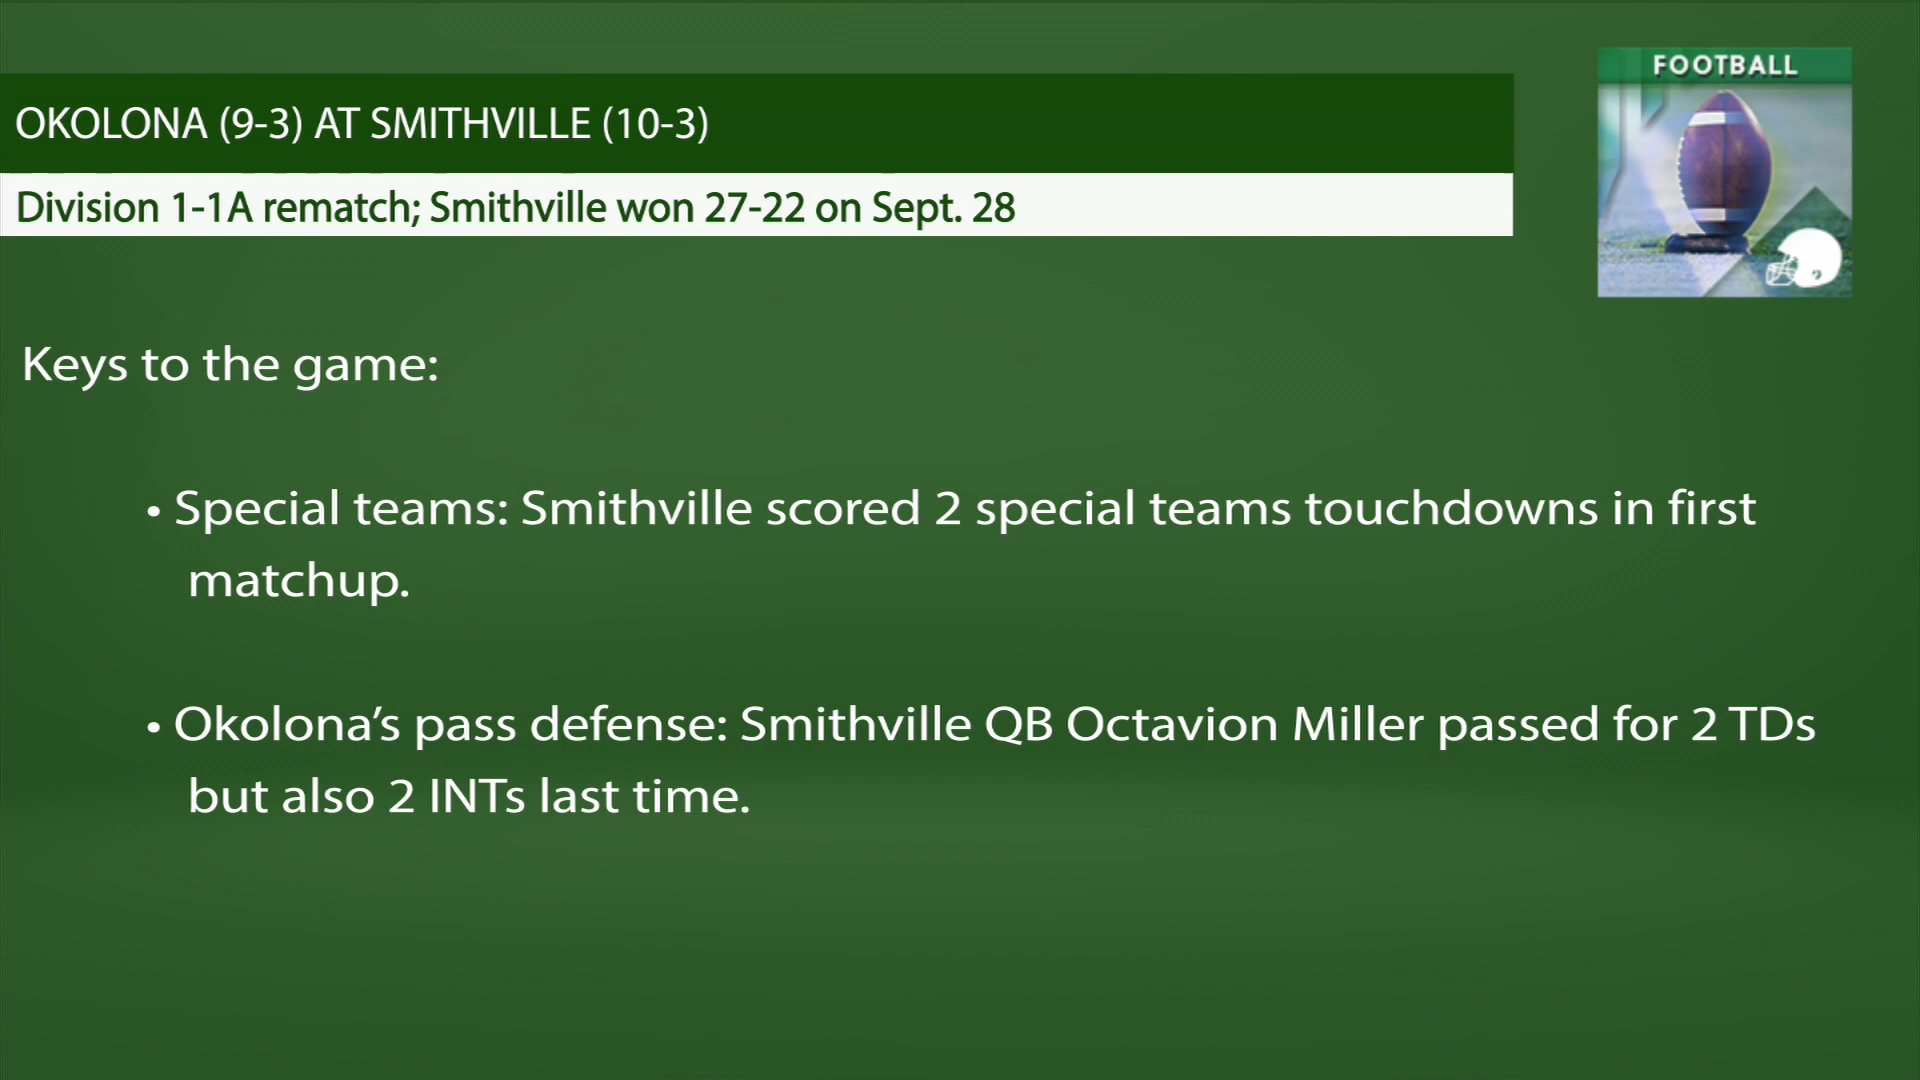 FOOTBALL
OKOLONA (9-3) AT SMITHVILLE (10-3)
Division 1-1A rematch; Smithville won 27-22 on Sept. 28
Keys to the game:
• Special teams: Smithville scored 2 special teams touchdowns in first
matchup.
• Okolona’s pass defense: Smithville QB Octavion Miller passed for 2 TDs
but also 2 INTs last time.